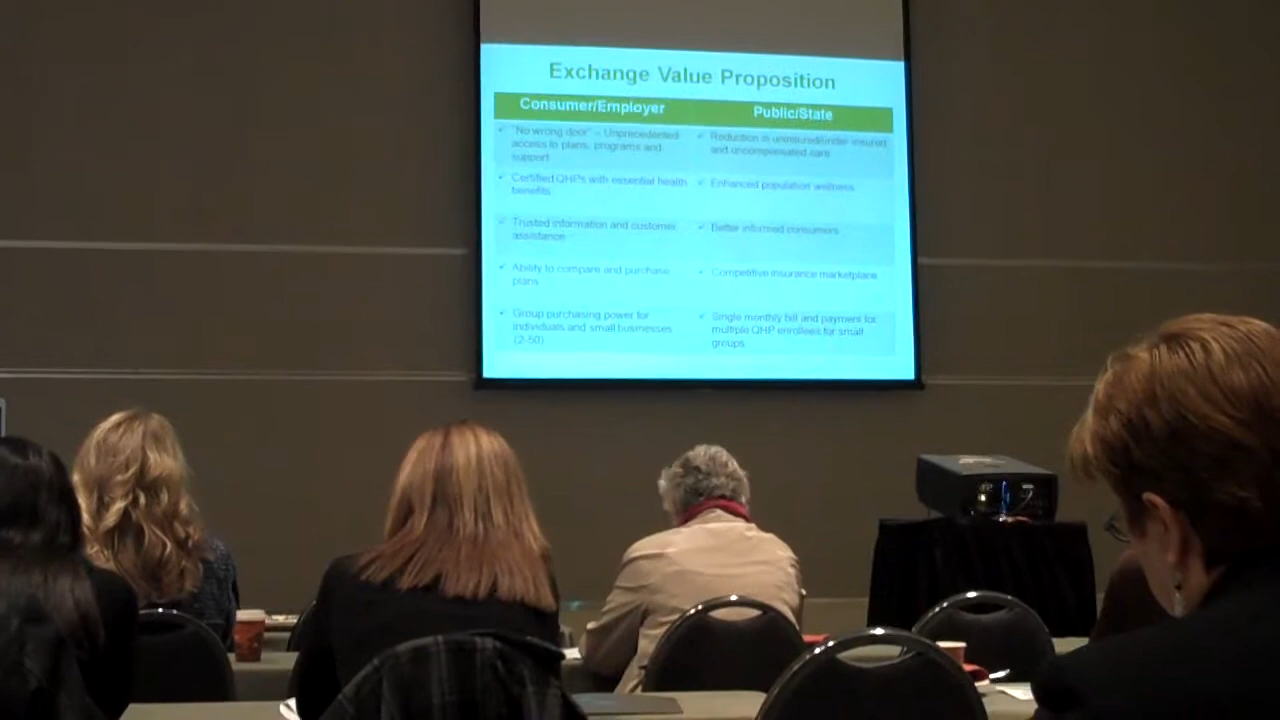 Exchange Value Proposition
Consumer/Employer
"No wrong door" – Unprecedented
access to plans, programs and
support
Certified QHPs with essential health
benefits
Trusted information and customer
assistance
Ability to compare and purchase
plans
Group purchasing power for
individuals and small businesses
(2-50)
Public/State
Reduction in uninsured/under insured
and uncompensated care
Enhanced population wellness
Better informed consumers
Competitive insurance marketplace
Single monthly bill and payment for
multiple QHP enrollees for small
groups